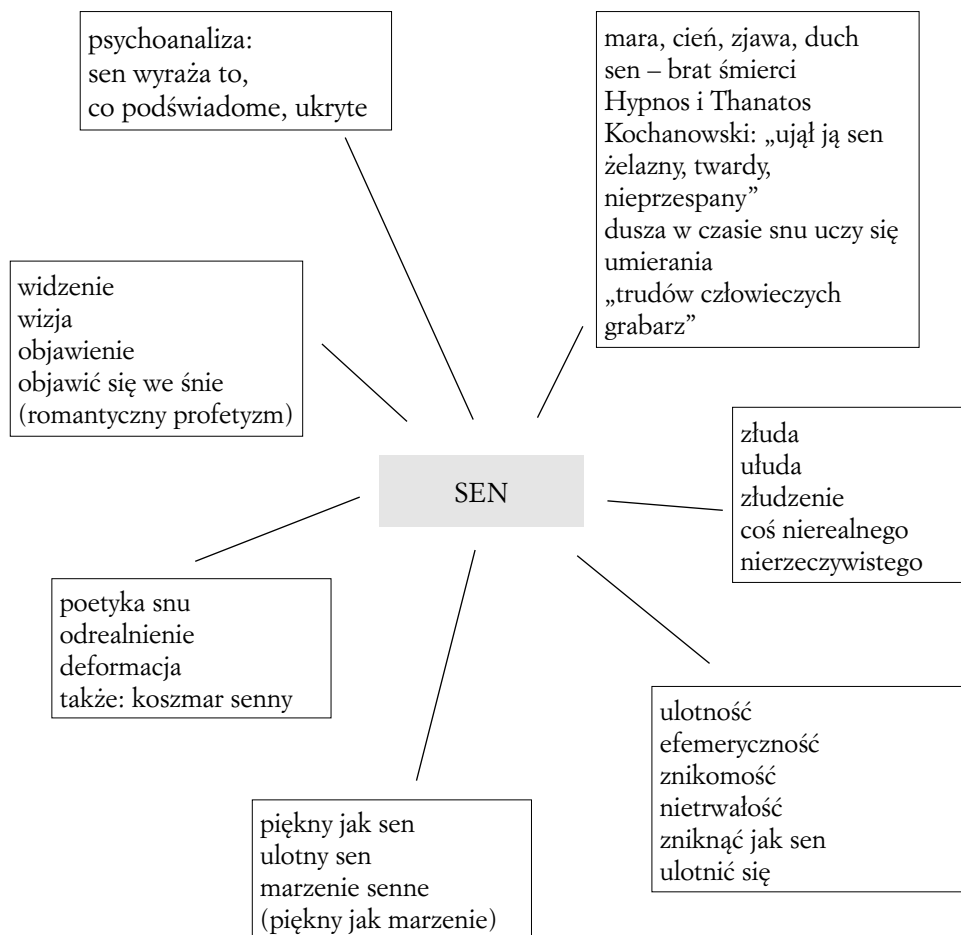 psychoanaliza:
sen wyraża to,
co podświadome, ukryte
mara, cień, zjawa, duch
sen – brat śmierci
Hypnos i Thanatos
Kochanowski: „ujął ją sen
żelazny, twardy,
nieprzespany”
dusza w czasie snu uczy się
umierania
„trudów człowieczych
grabarz”
widzenie
wizja
objawienie
objawić się we śnie
(romantyczny profetyzm)
złuda
ułuda
złudzenie
coś nierealnego
nierzeczywistego
SEN
poetyka snu
odrealnienie
deformacja
także: koszmar senny
ulotność
efemeryczność
znikomość
nietrwałość
zniknąć jak sen
ulotnić się
piękny jak sen
ulotny sen
marzenie senne
(piękny jak marzenie)